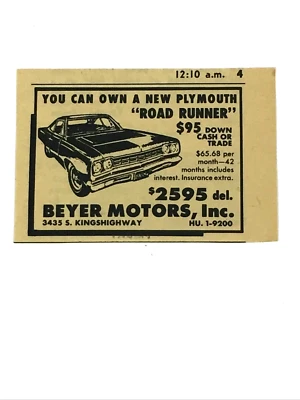 12:10 a.m. 4
YOU CAN OWN A NEW PLYMOUTH
"ROAD RUNNER"
$95 DOWN
CASH OR
TRADE
$65.68 per
month—42
months includes
interest. Insurance extra.
$2595 del.
BEYER MOTORS, Inc.
3435 S. KINGSHIGHWAY HU. 1-9200